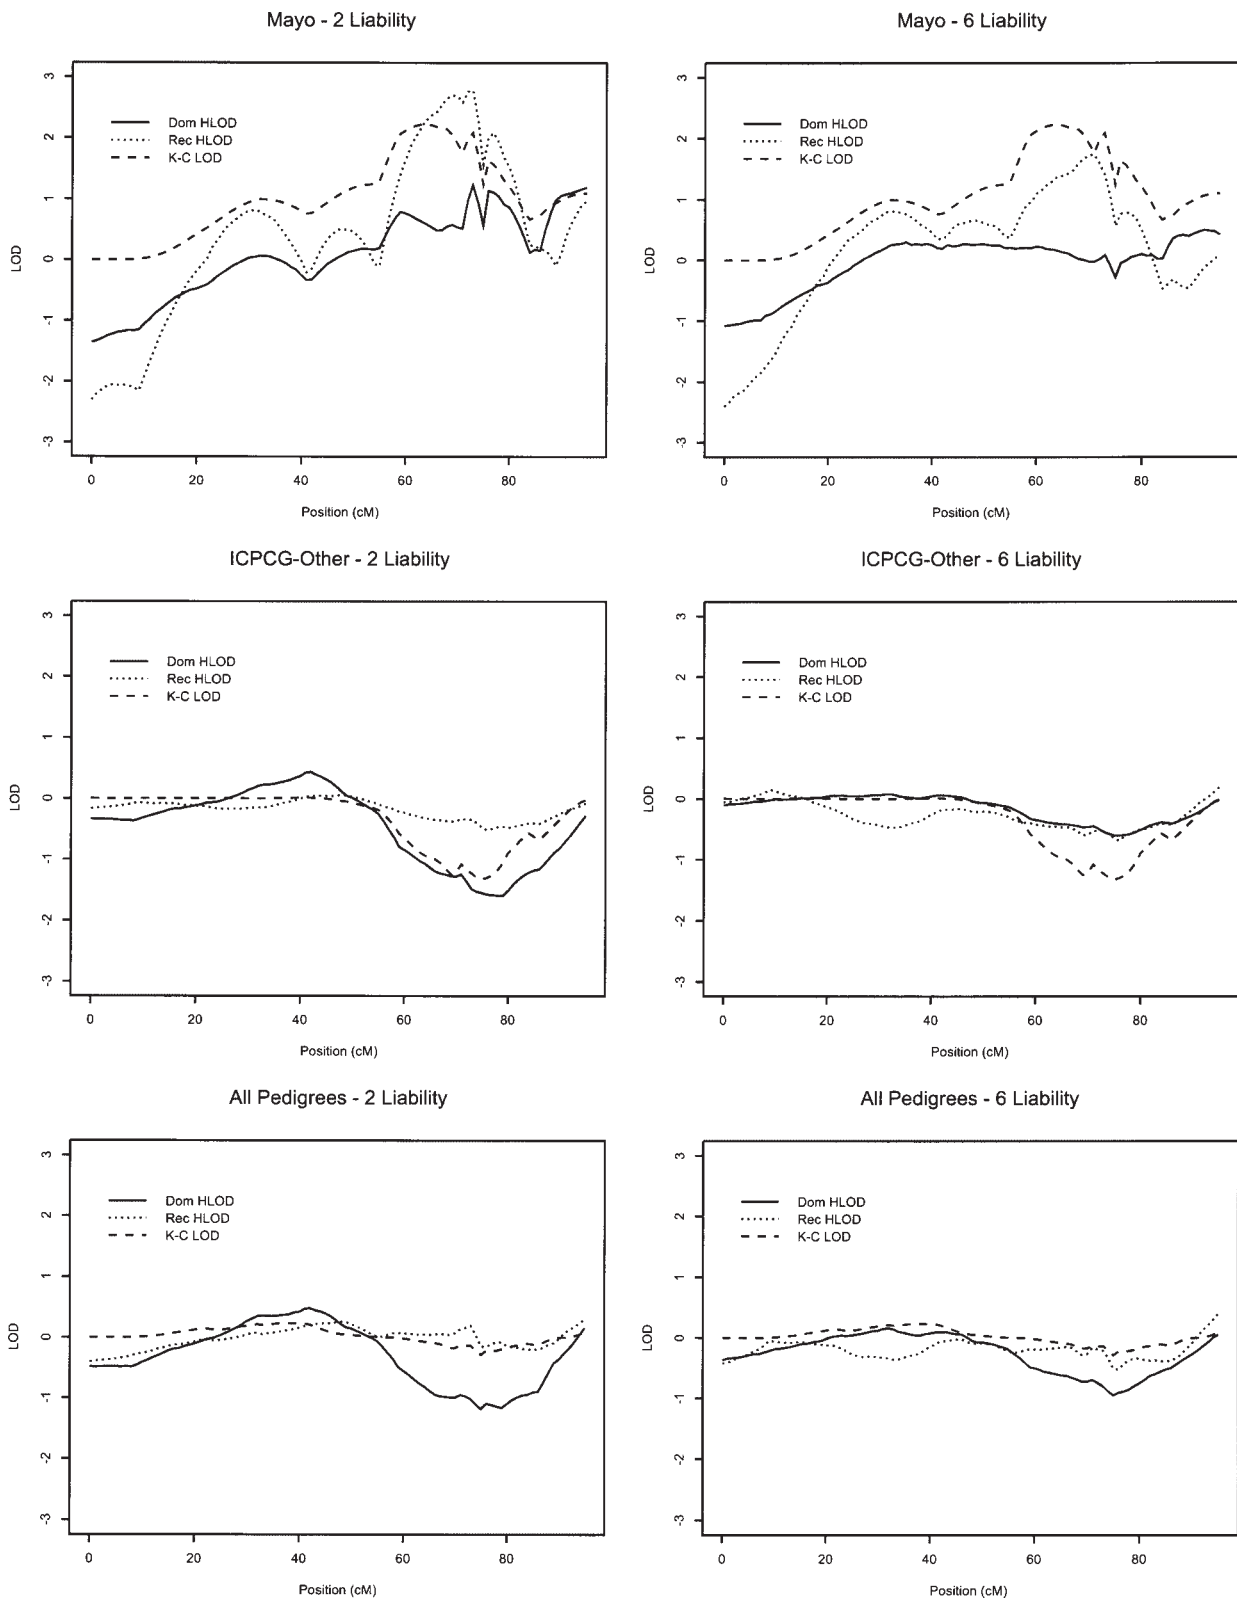 Mayo - 2 Liability
3
2
1
0
-1
-2
-3
LOD
Dom HLOD
Rec HLOD
K-C LOD
0 20 40 60 80
Position (cM)
Mayo - 6 Liability
3
2
1
0
-1
-2
-3
LOD
Dom HLOD
Rec HLOD
K-C LOD
0 20 40 60 80
Position (cM)
ICPCG-Other - 2 Liability
3
2
1
0
-1
-2
-3
LOD
Dom HLOD
Rec HLOD
K-C LOD
0 20 40 60 80
Position (cM)
ICPCG-Other - 6 Liability
3
2
1
0
-1
-2
-3
LOD
Dom HLOD
Rec HLOD
K-C LOD
0 20 40 60 80
Position (cM)
All Pedigrees - 2 Liability
3
2
1
0
-1
-2
-3
LOD
Dom HLOD
Rec HLOD
K-C LOD
0 20 40 60 80
Position (cM)
All Pedigrees - 6 Liability
3
2
1
0
-1
-2
-3
LOD
Dom HLOD
Rec HLOD
K-C LOD
0 20 40 60 80
Position (cM)